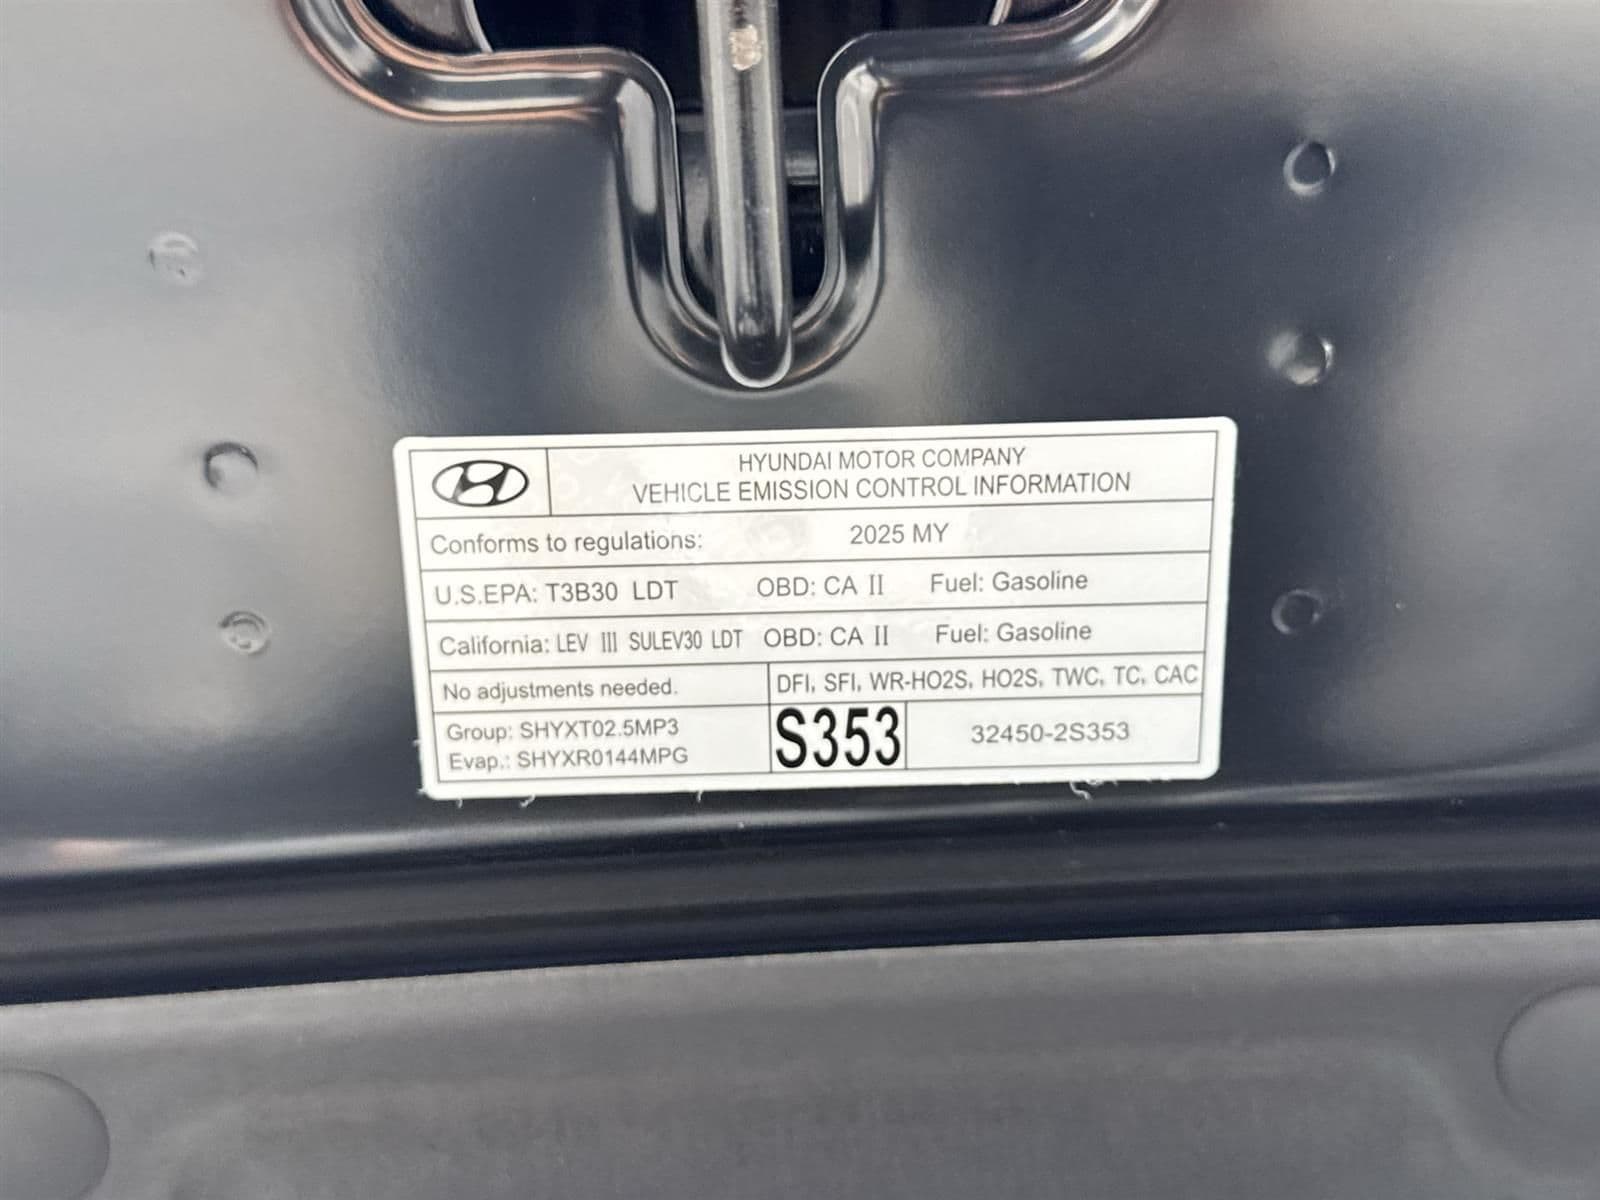 HYUNDAI MOTOR COMPANY
VEHICLE EMISSION CONTROL INFORMATION
Conforms to regulations: 2025 MY
U.S.EPA: T3B30 LDT OBD: CA II Fuel: Gasoline
California: LEV III SULEV30 LDT OBD: CA II Fuel: Gasoline
No adjustments needed. DFI, SFI, WR-HO2S, HO2S, TWC, TC, CAC
Group: SHYXT02.5MP3
Evap.: SHYXR0144MPG
S353
32450-2S353